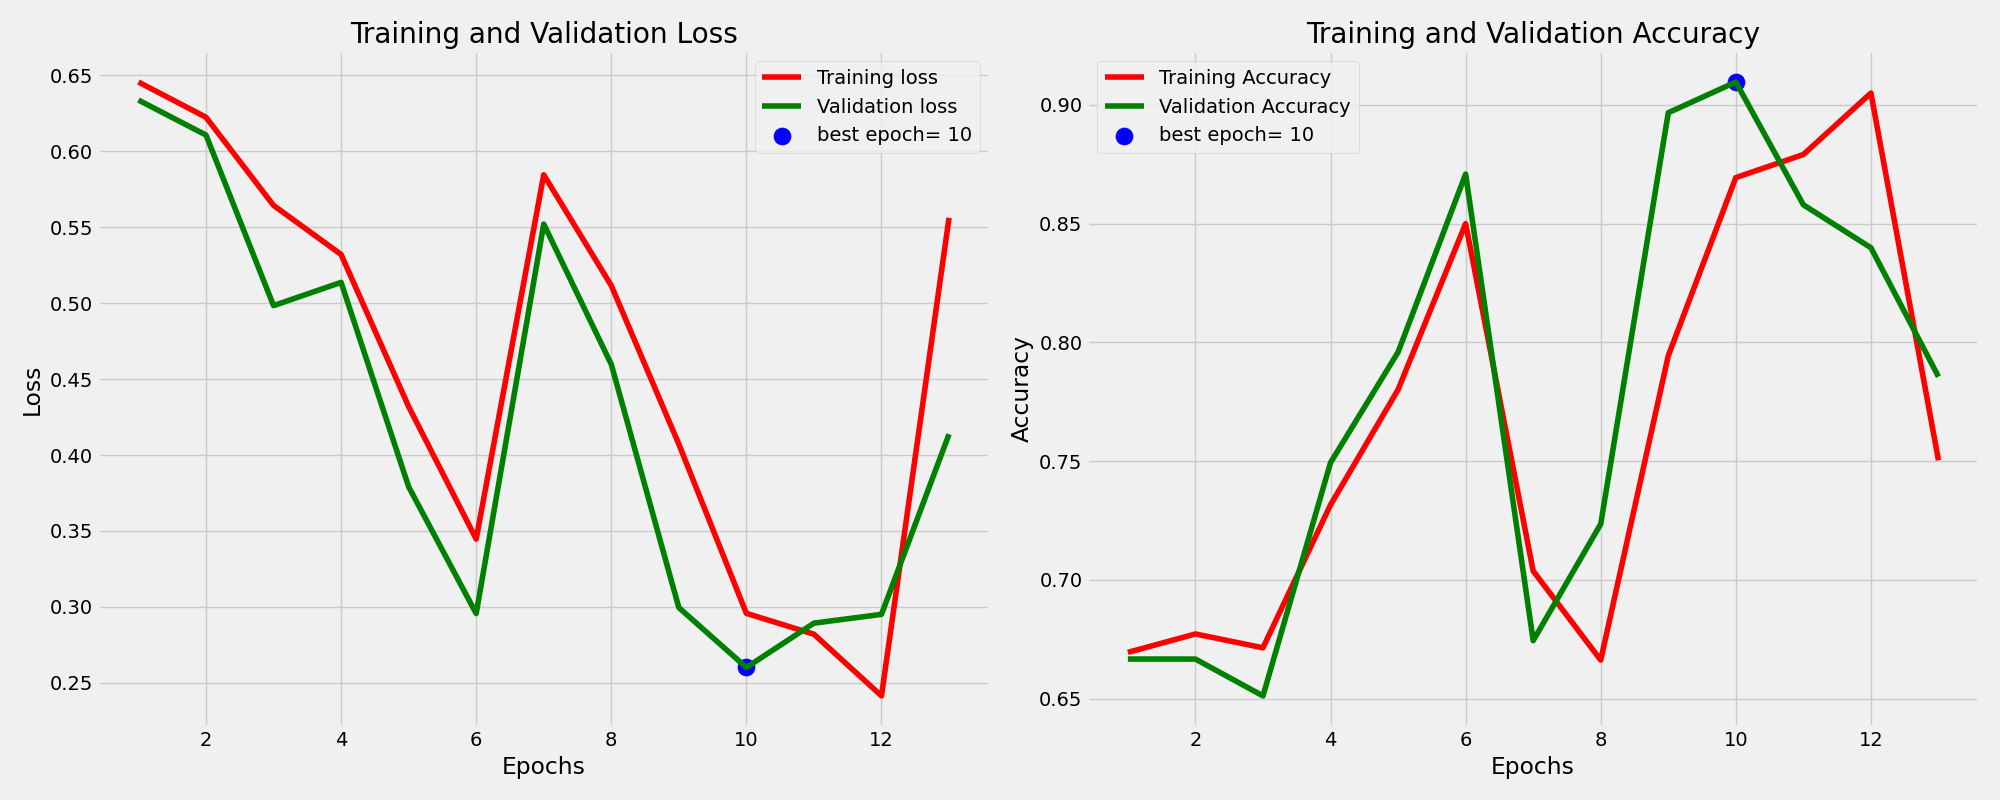 Training and Validation Loss
Training loss
Validation loss
best epoch= 10
0.65
0.60
0.55
0.50
0.45
0.40
0.35
0.30
0.25
Loss
2 4 6 8 10 12
Epochs
Training and Validation Accuracy
Training Accuracy
Validation Accuracy
best epoch= 10
0.90
0.85
0.80
0.75
0.70
0.65
Accuracy
2 4 6 8 10 12
Epochs